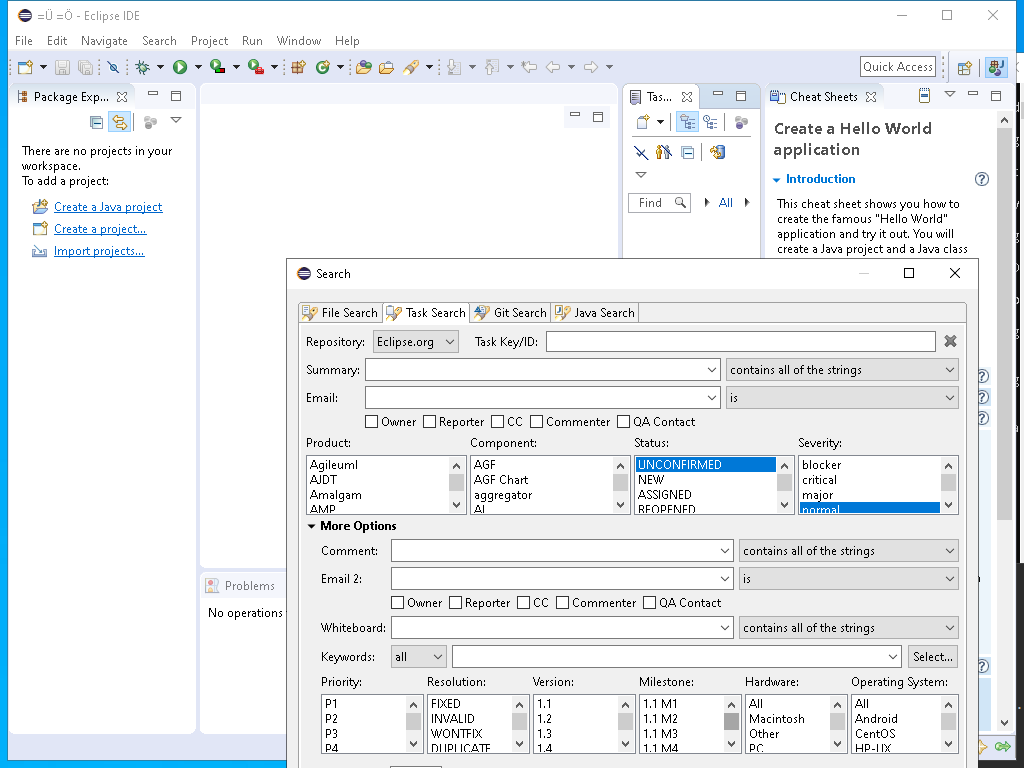 =Ü =Ö - Eclipse IDE
File Edit Navigate Search Project Run Window Help
Quick Access
Package Exp...
There are no projects in your
workspace.
To add a project:
Create a Java project
Create a project...
Import projects...
Tas...
Find
All
Cheat Sheets
Create a Hello World
application
Introduction
This cheat sheet shows you how to
create the famous "Hello World"
application and try it out. You will
create a Java project and a Java class
Problems
No operations
Search
File Search Task Search Git Search Java Search
Repository: Eclipse.org Task Key/ID:
Summary: contains all of the strings
Email: is
Owner Reporter CC Commenter QA Contact
Product: Component: Status: Severity:
Agileuml AGF UNCONFIRMED blocker
AJDT AGF Chart NEW critical
Amalgam aggregator ASSIGNED major
AMP AJ REOPENED normal
More Options
Comment: contains all of the strings
Email 2: is
Owner Reporter CC Commenter QA Contact
Whiteboard: contains all of the strings
Keywords: all Select...
Priority: Resolution: Version: Milestone: Hardware: Operating System:
P1 FIXED 1.1 1.1 M1 All All
P2 INVALID 1.2 1.1 M2 Macintosh Android
P3 WONTFIX 1.3 1.1 M3 Other CentOS
P4 DUPLICATE 1.4 1.1 M4 PC HP-UX